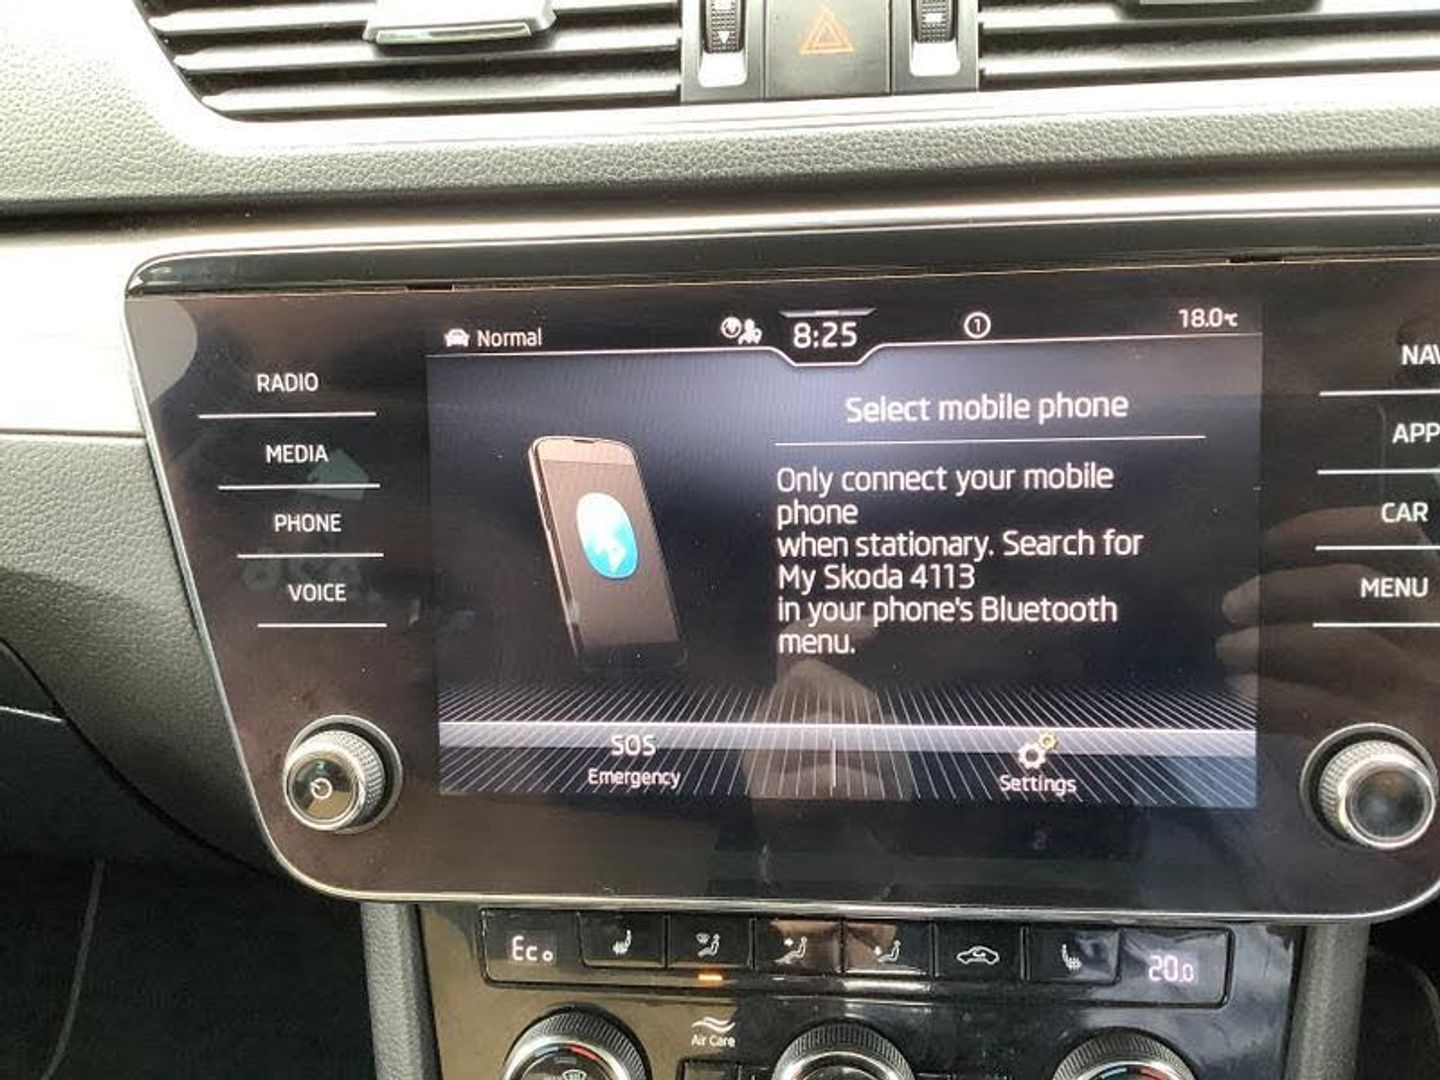 Normal
8:25
1
18.0℃
RADIO
MEDIA
PHONE
VOICE
NAV
APP
CAR
MENU
Select mobile phone
Only connect your mobile
phone
when stationary. Search for
My Skoda 4113
in your phone's Bluetooth
menu.
SOS
Emergency
Settings
Eco
20.0
Air Care